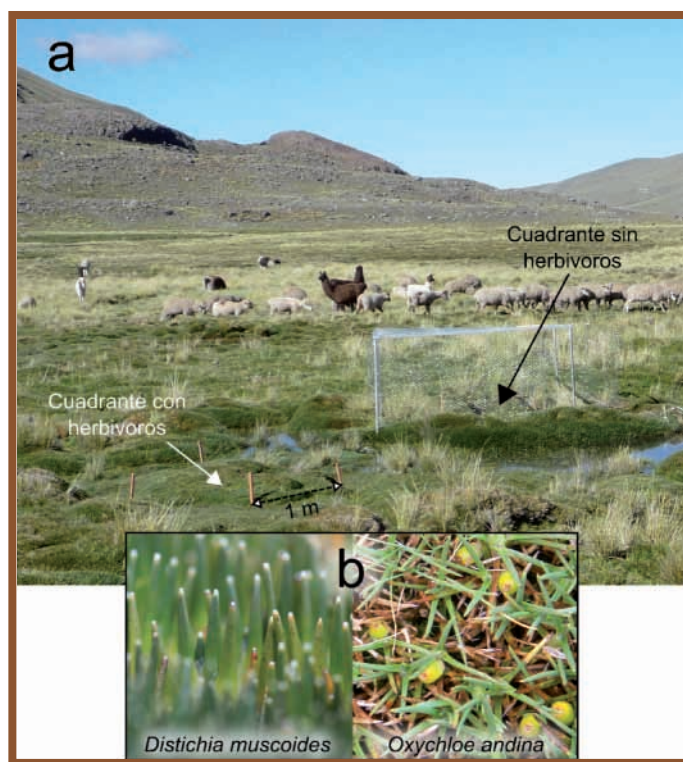 a
Cuadrante sin
herbivoros
Cuadrante con
herbivoros
1 m
b
Distichia muscoides
Oxychloe andina